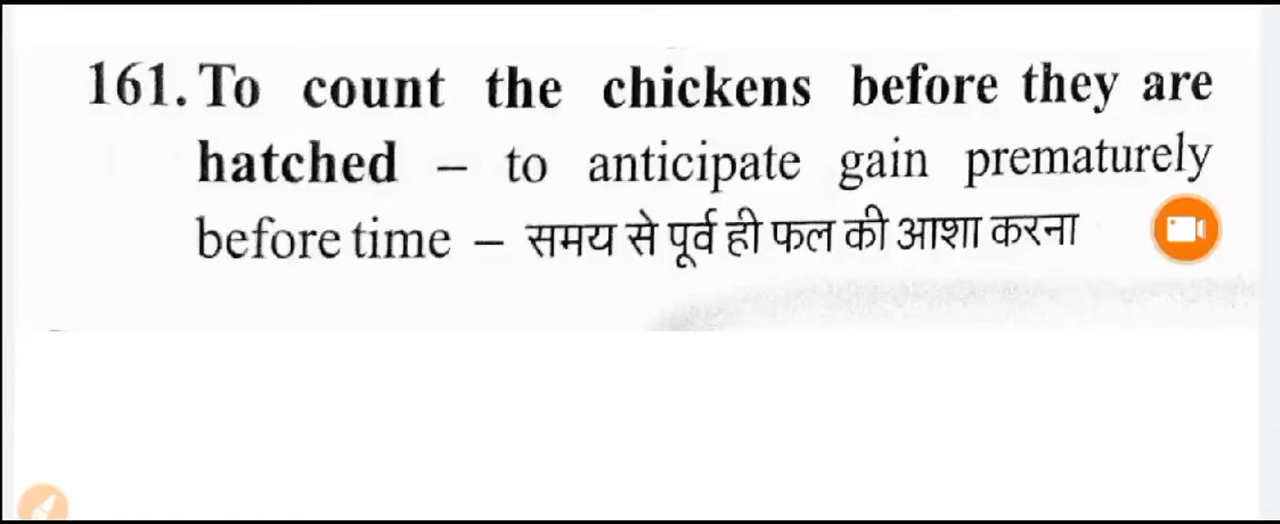 161. To count the chickens before they are
hatched – to anticipate gain prematurely
before time – समय से पूर्व ही फल की आशा करना